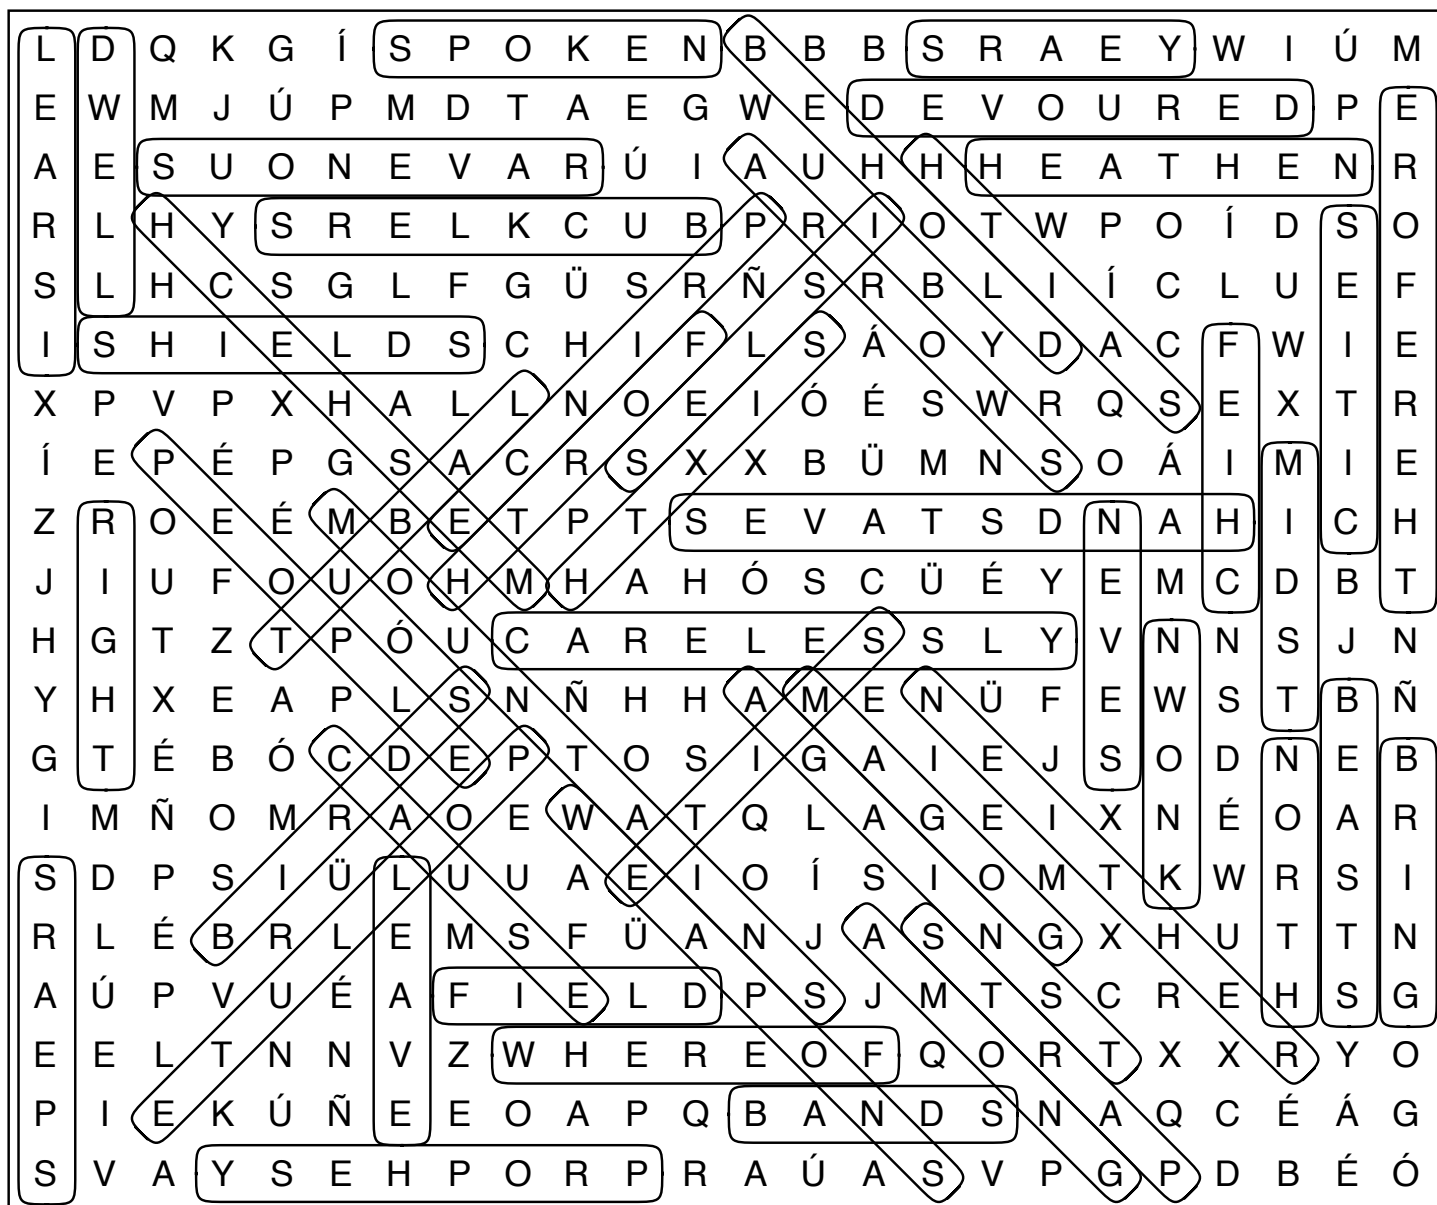 L D Q K G Í S P O K E N B B B S R A E Y W I Ú M
E W M J Ú P M D T A E G W E D E V O U R E D P E
A E S U O N E V A R Ú I A U H H H E A T H E N R
R L H Y S R E L K C U B P R I O T W P O Í D S O
S L H C S G L F G Ü S R Ñ S R B L I Í C L U E F
I S H I E L D S C H I F L S Á O Y D A C F W I E
X P V P X H A L L N O E I Ó É S W R Q S E X T R
Í E P É P G S A C R S X X B Ü M N S O Á I M I E
Z R O E É M B E T P T S E V A T S D N A H I C H
J I U F O U O H M H A H Ó S C Ü É Y E M C D B T
H G T Z T P Ó U C A R E L E S S L Y V N N S J N
Y H X E A P L S N Ñ H H A M E N Ü F E W S T B Ñ
G T É B Ó C D E P T O S I G A I E J S O D N E B
I M Ñ O M R A O E W A T Q L A G E I X N É O A R
S D P S I Ü L U U A E I O Í S I O M T K W R S I
R L É B R L E M S F Ü A N J A S N G X H U T T N
A Ú P V U É A F I E L D P S J M T S C R E H S G
E E L T N N V Z W H E R E O F Q O R T X X R Y O
P I E K Ú Ñ E E O A P Q B A N D S N A Q C É Á G
S V A Y S E H P O R P R A Ú A S V P G P D B É Ó